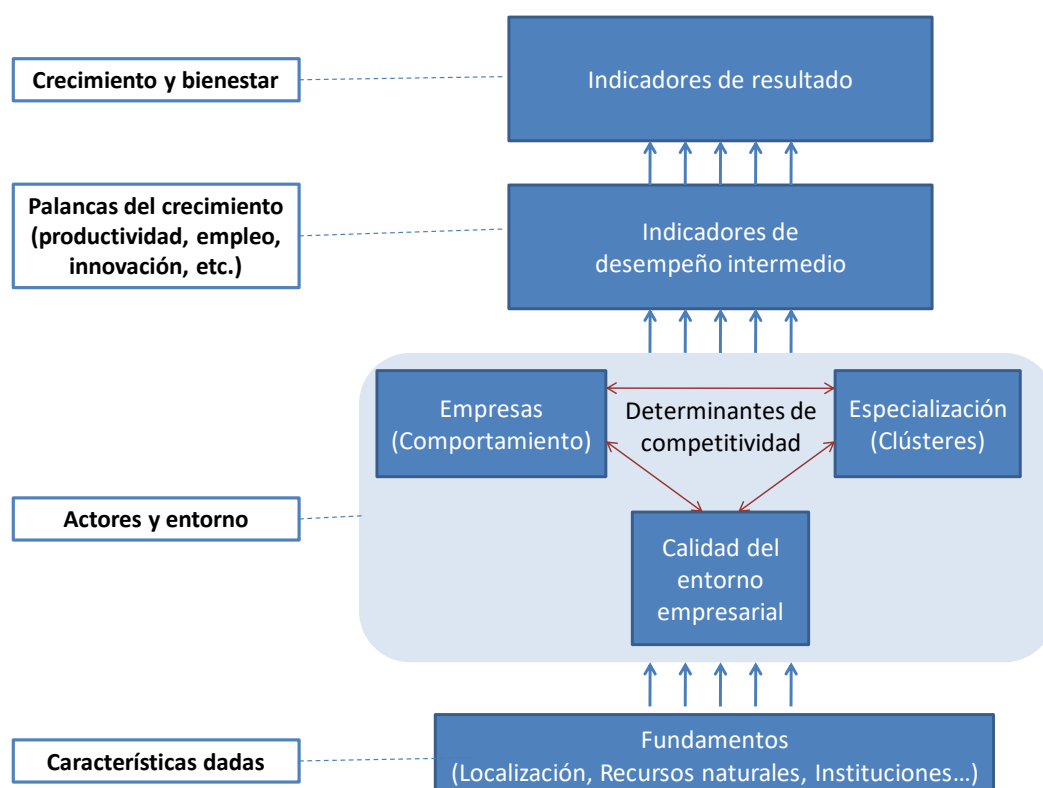 Crecimiento y bienestar
Indicadores de resultado
Palancas del crecimiento
(productividad, empleo,
innovación, etc.)
Indicadores de
desempeño intermedio
Empresas
(Comportamiento)
Determinantes de
competitividad
Especialización
(Clústeres)
Actores y entorno
Calidad del
entorno
empresarial
Características dadas
Fundamentos
(Localización, Recursos naturales, Instituciones…)